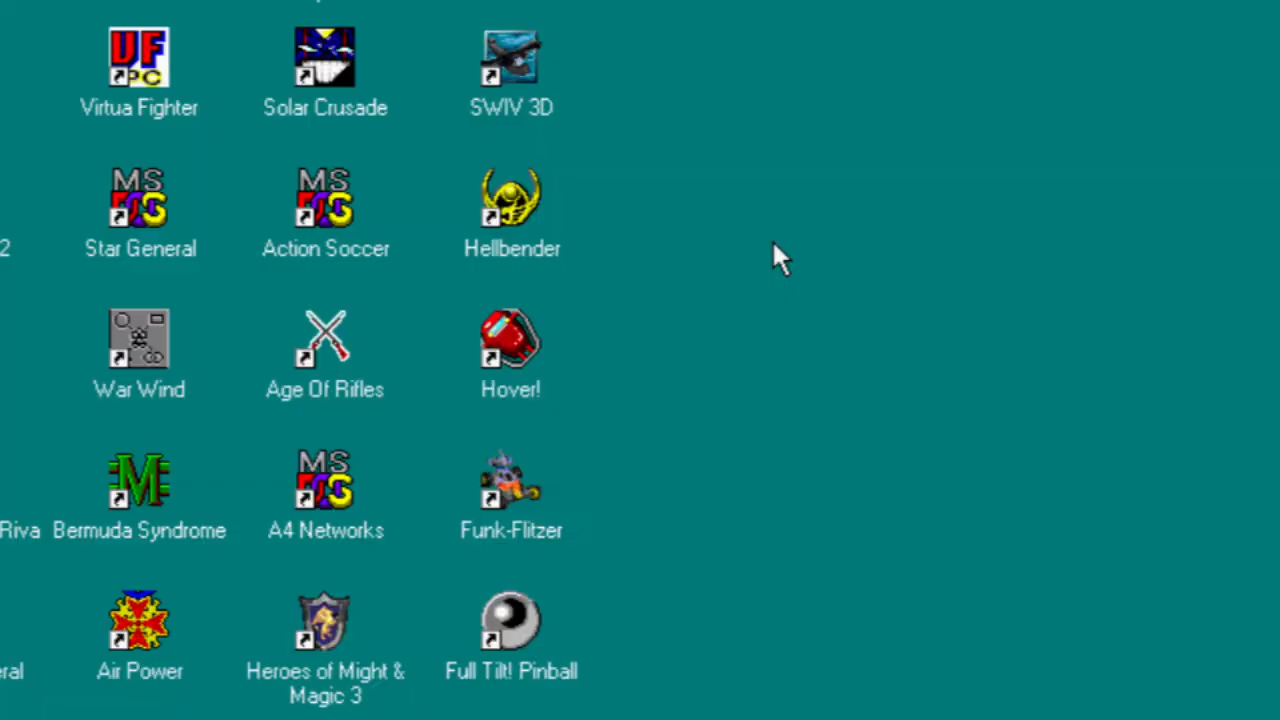 VF
PC
Virtua Fighter
Solar Crusade
SWIV 3D
MS
MS
2
Star General
Action Soccer
Hellbender
War Wind
Age Of Rifles
Hover!
M
MS
Riva
Bermuda Syndrome
A4 Networks
Funk-Flitzer
eral
Air Power
Heroes of Might &
Magic 3
Full Tilt! Pinball